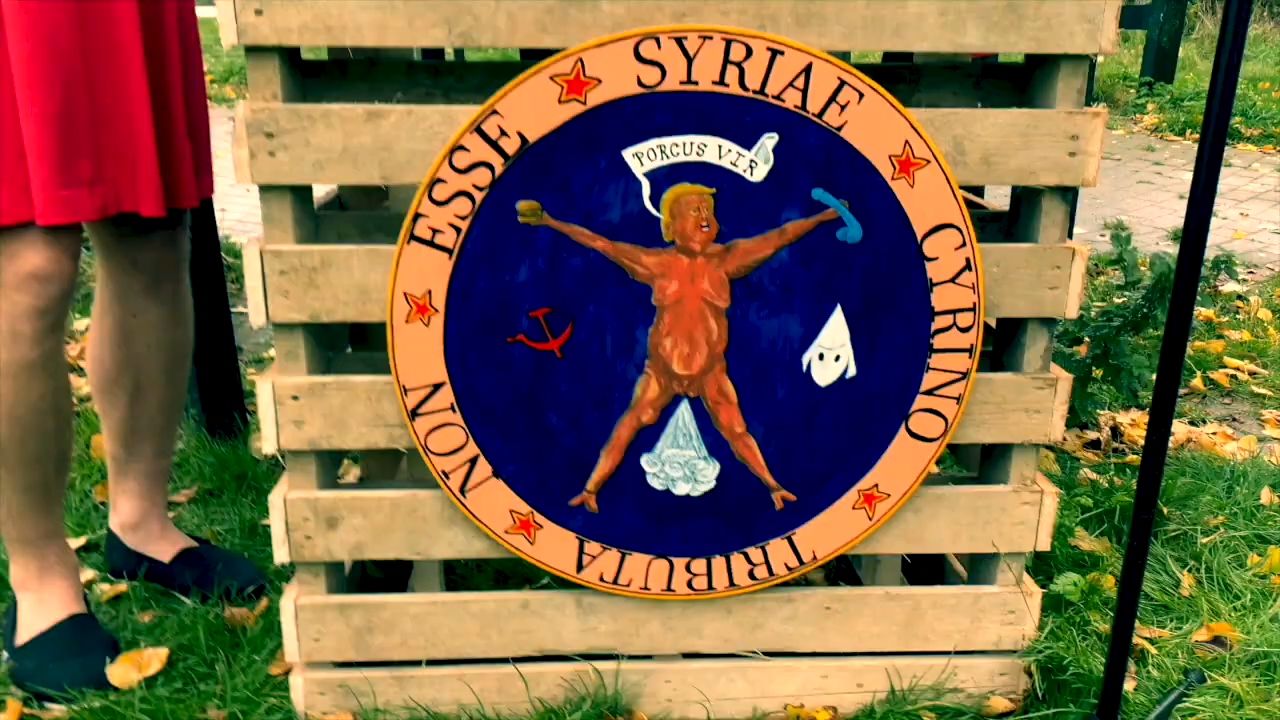 SYRIAE
CYRINO
TRIBUTA
NON
ESSE
PORCUS VIR